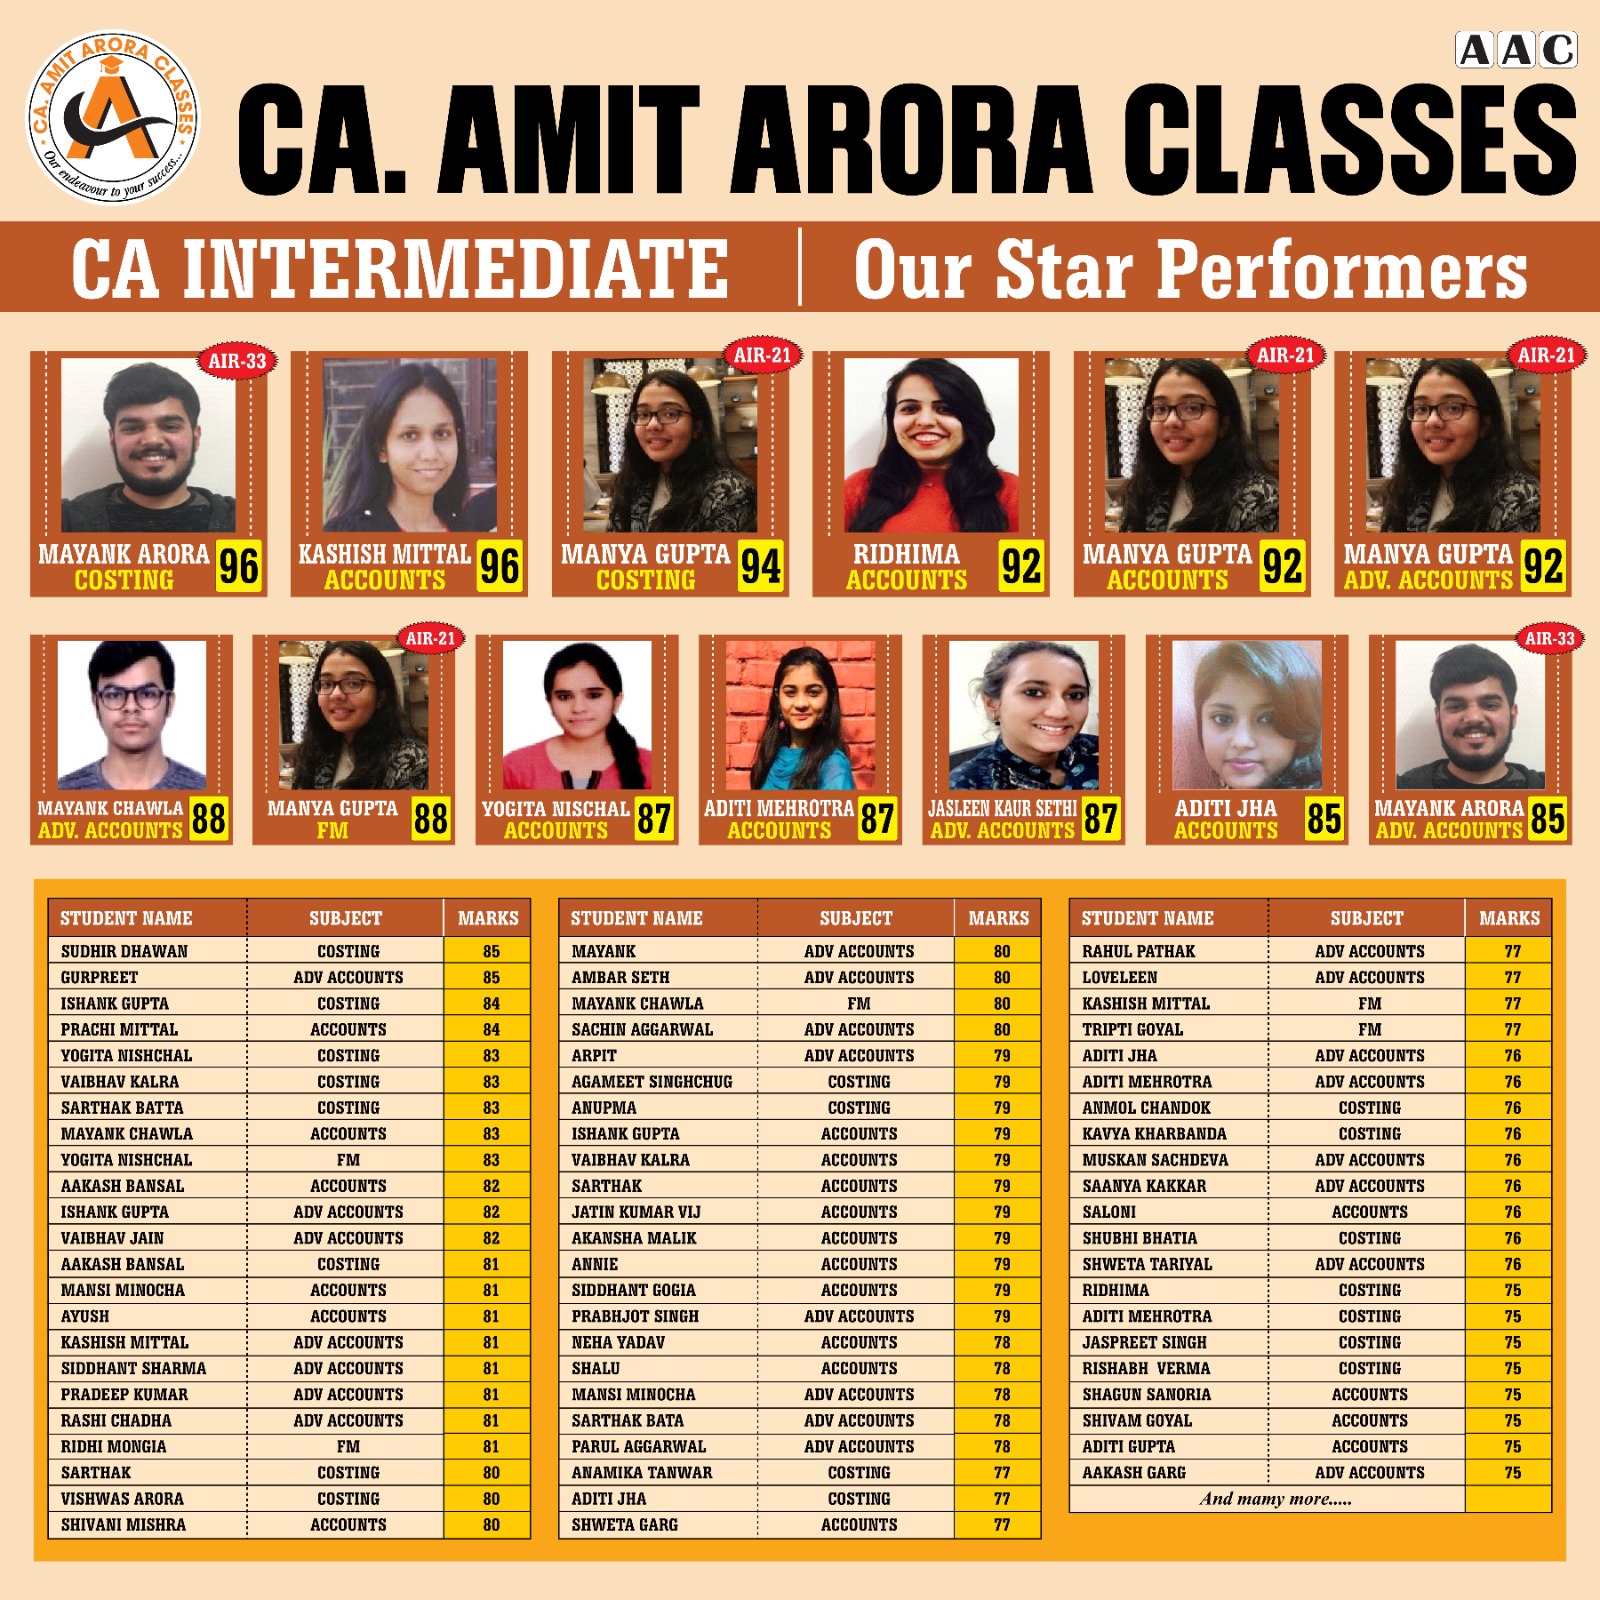 CA. AMIT ARORA CLASSES
Our endeavour to your success...
AAC
CA. AMIT ARORA CLASSES
CA INTERMEDIATE | Our Star Performers
AIR-33
AIR-21
AIR-21
AIR-21
MAYANK ARORA
COSTING
96
KASHISH MITTAL
ACCOUNTS
96
MANYA GUPTA
COSTING
94
RIDHIMA
ACCOUNTS
92
MANYA GUPTA
ACCOUNTS
92
MANYA GUPTA
ADV. ACCOUNTS
92
AIR-21
AIR-33
MAYANK CHAWLA
ADV. ACCOUNTS
88
MANYA GUPTA
FM
88
YOGITA NISCHAL
ACCOUNTS
87
ADITI MEHROTRA
ACCOUNTS
87
JASLEEN KAUR SETHI
ADV. ACCOUNTS
87
ADITI JHA
ACCOUNTS
85
MAYANK ARORA
ADV. ACCOUNTS
85
STUDENT NAME SUBJECT MARKS
SUDHIR DHAWAN COSTING 85
GURPREET ADV ACCOUNTS 85
ISHANK GUPTA COSTING 84
PRACHI MITTAL ACCOUNTS 84
YOGITA NISHCHAL COSTING 83
VAIBHAV KALRA COSTING 83
SARTHAK BATTA COSTING 83
MAYANK CHAWLA ACCOUNTS 83
YOGITA NISHCHAL FM 83
AAKASH BANSAL ACCOUNTS 82
ISHANK GUPTA ADV ACCOUNTS 82
VAIBHAV JAIN ADV ACCOUNTS 82
AAKASH BANSAL COSTING 81
MANSI MINOCHA ACCOUNTS 81
AYUSH ACCOUNTS 81
KASHISH MITTAL ADV ACCOUNTS 81
SIDDHANT SHARMA ADV ACCOUNTS 81
PRADEEP KUMAR ADV ACCOUNTS 81
RASHI CHADHA ADV ACCOUNTS 81
RIDHI MONGIA FM 81
SARTHAK COSTING 80
VISHWAS ARORA COSTING 80
SHIVANI MISHRA ACCOUNTS 80
STUDENT NAME SUBJECT MARKS
MAYANK ADV ACCOUNTS 80
AMBAR SETH ADV ACCOUNTS 80
MAYANK CHAWLA FM 80
SACHIN AGGARWAL ADV ACCOUNTS 80
ARPIT ADV ACCOUNTS 79
AGAMEET SINGHCHUG COSTING 79
ANUPMA COSTING 79
ISHANK GUPTA ACCOUNTS 79
VAIBHAV KALRA ACCOUNTS 79
SARTHAK ACCOUNTS 79
JATIN KUMAR VIJ ACCOUNTS 79
AKANSHA MALIK ACCOUNTS 79
ANNIE ACCOUNTS 79
SIDDHANT GOGIA ACCOUNTS 79
PRABHJOT SINGH ADV ACCOUNTS 79
NEHA YADAV ACCOUNTS 78
SHALU ACCOUNTS 78
MANSI MINOCHA ADV ACCOUNTS 78
SARTHAK BATA ADV ACCOUNTS 78
PARUL AGGARWAL ADV ACCOUNTS 78
ANAMIKA TANWAR COSTING 77
ADITI JHA COSTING 77
SHWETA GARG ACCOUNTS 77
STUDENT NAME SUBJECT MARKS
RAHUL PATHAK ADV ACCOUNTS 77
LOVELEEN ADV ACCOUNTS 77
KASHISH MITTAL FM 77
TRIPTI GOYAL FM 77
ADITI JHA ADV ACCOUNTS 76
ADITI MEHROTRA ADV ACCOUNTS 76
ANMOL CHANDOK COSTING 76
KAVYA KHARBANDA COSTING 76
MUSKAN SACHDEVA ADV ACCOUNTS 76
SAANYA KAKKAR ADV ACCOUNTS 76
SALONI ACCOUNTS 76
SHUBHI BHATIA COSTING 76
SHWETA TARIYAL ADV ACCOUNTS 76
RIDHIMA COSTING 75
ADITI MEHROTRA COSTING 75
JASPREET SINGH COSTING 75
RISHABH VERMA COSTING 75
SHAGUN SANORIA ACCOUNTS 75
SHIVAM GOYAL ACCOUNTS 75
ADITI GUPTA ACCOUNTS 75
AAKASH GARG ADV ACCOUNTS 75
And mamy more.....